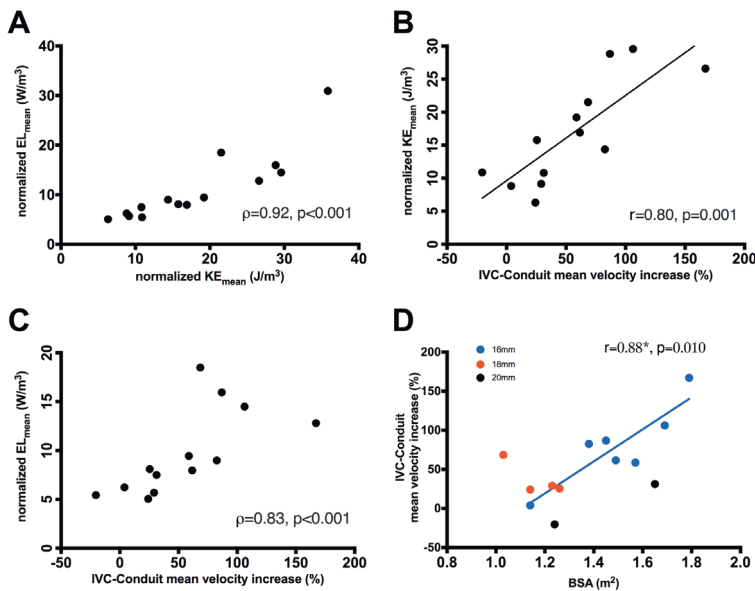 A
normalized ELmean (W/m³)
40
30
20
10
0
0 10 20 30 40
normalized KEmean (J/m³)
ρ=0.92, p<0.001
B
normalized KEmean (J/m³)
30
25
20
15
10
5
0
-50 0 50 100 150 200
IVC-Conduit mean velocity increase (%)
r=0.80, p=0.001
C
normalized ELmean (W/m³)
20
15
10
5
0
-50 0 50 100 150 200
IVC-Conduit mean velocity increase (%)
ρ=0.83, p<0.001
D
16mm
18mm
20mm
r=0.88*, p=0.010
IVC-Conduit
mean velocity increase (%)
200
150
100
50
0
-50
0.8 1.0 1.2 1.4 1.6 1.8 2.0
BSA (m²)